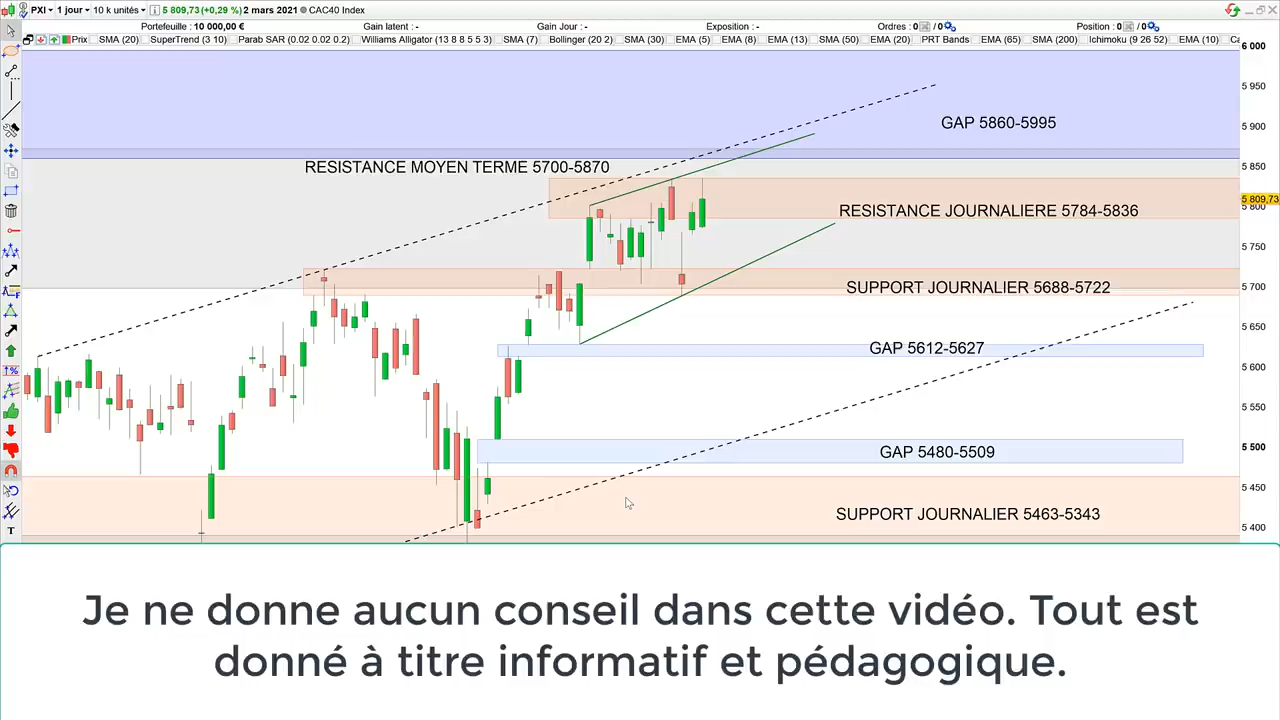 PXI 1 jour 10 k unités 5 809,73 (+0,29 %) 2 mars 2021 CAC40 Index
Portefeuille : 10 000,00 € Gain latent : - Gain Jour : - Exposition : - Ordres : 0 / 0 Position : 0 / 0
Prix SMA (20) SuperTrend (3 10) Parab SAR (0.02 0.02 0.2) Williams Alligator (13 8 8 5 5 3) SMA (7) Bollinger (20 2) SMA (30) EMA (5) EMA (8) EMA (13) SMA (50) EMA (20) PRT Bands EMA (65) SMA (200) Ichimoku (9 26 52) EMA (10)
6 000
5 950
GAP 5860-5995
5 900
RESISTANCE MOYEN TERME 5700-5870
5 850
5 809,73
5 800
RESISTANCE JOURNALIERE 5784-5836
5 750
SUPPORT JOURNALIER 5688-5722
5 700
5 650
GAP 5612-5627
5 600
5 550
5 500
GAP 5480-5509
5 450
SUPPORT JOURNALIER 5463-5343
5 400
Je ne donne aucun conseil dans cette vidéo. Tout est
donné à titre informatif et pédagogique.